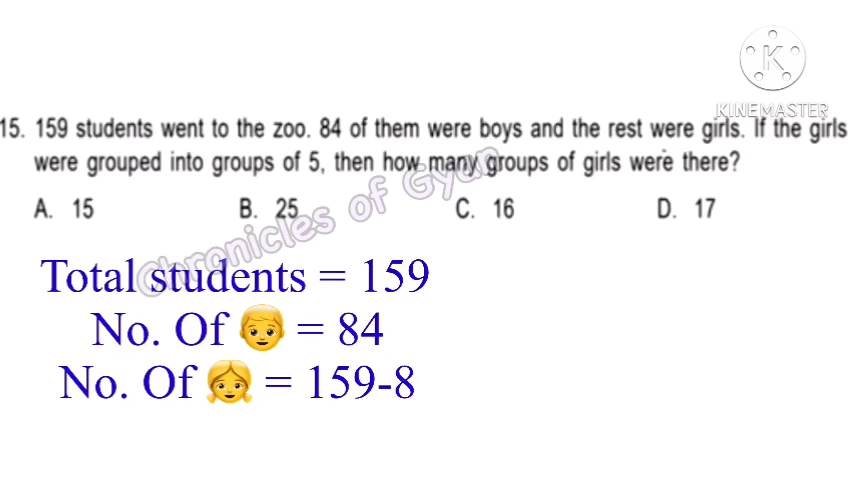 KINEMASTER
15. 159 students went to the zoo. 84 of them were boys and the rest were girls. If the girls
were grouped into groups of 5, then how many groups of girls were there?
A. 15 B. 25 C. 16 D. 17
Chronicles of Gyan
Total students = 159
No. Of 👦 = 84
No. Of 👧 = 159-8